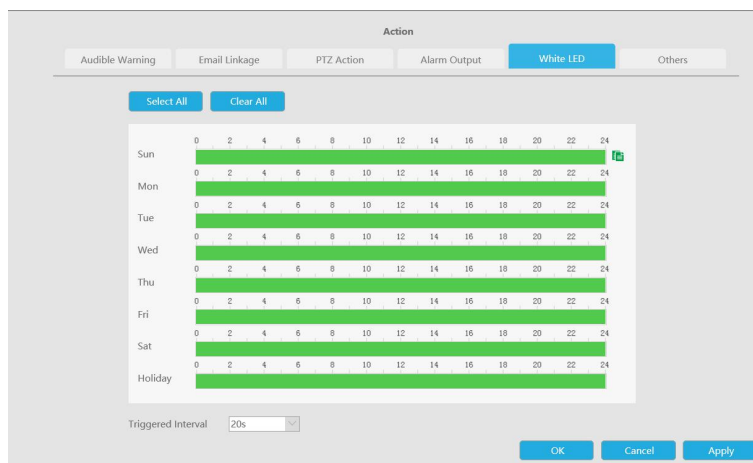 Action
Audible Warning Email Linkage PTZ Action Alarm Output White LED Others
Select All Clear All
0 2 4 6 8 10 12 14 16 18 20 22 24
Sun
0 2 4 6 8 10 12 14 16 18 20 22 24
Mon
0 2 4 6 8 10 12 14 16 18 20 22 24
Tue
0 2 4 6 8 10 12 14 16 18 20 22 24
Wed
0 2 4 6 8 10 12 14 16 18 20 22 24
Thu
0 2 4 6 8 10 12 14 16 18 20 22 24
Fri
0 2 4 6 8 10 12 14 16 18 20 22 24
Sat
0 2 4 6 8 10 12 14 16 18 20 22 24
Holiday
Triggered Interval 20s
OK Cancel Apply